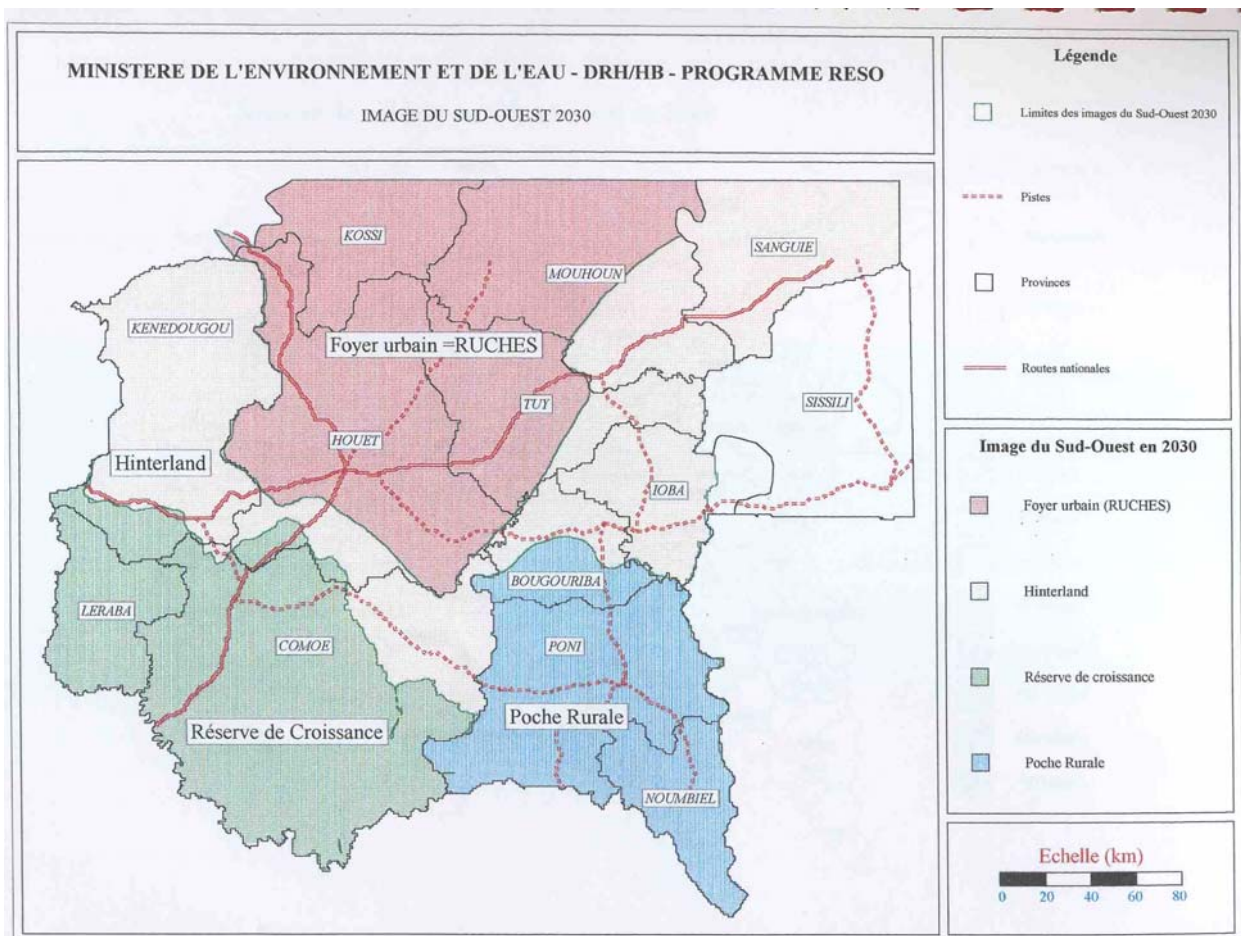 MINISTERE DE L'ENVIRONNEMENT ET DE L'EAU - DRH/HB - PROGRAMME RESO
IMAGE DU SUD-OUEST 2030
KOSSI
SANGUIE
MOUHOUN
KENEDOUGOU
Foyer urbain =RUCHES
TUY
SISSILI
HOUET
Hinterland
IOBA
BOUGOURIBA
LERABA
COMOE
PONI
Réserve de Croissance
Poche Rurale
NOUMBIEL
Légende
Limites des images du Sud-Ouest 2030
Pistes
Provinces
Routes nationales
Image du Sud-Ouest en 2030
Foyer urbain (RUCHES)
Hinterland
Réserve de croissance
Poche Rurale
Echelle (km)
0 20 40 60 80